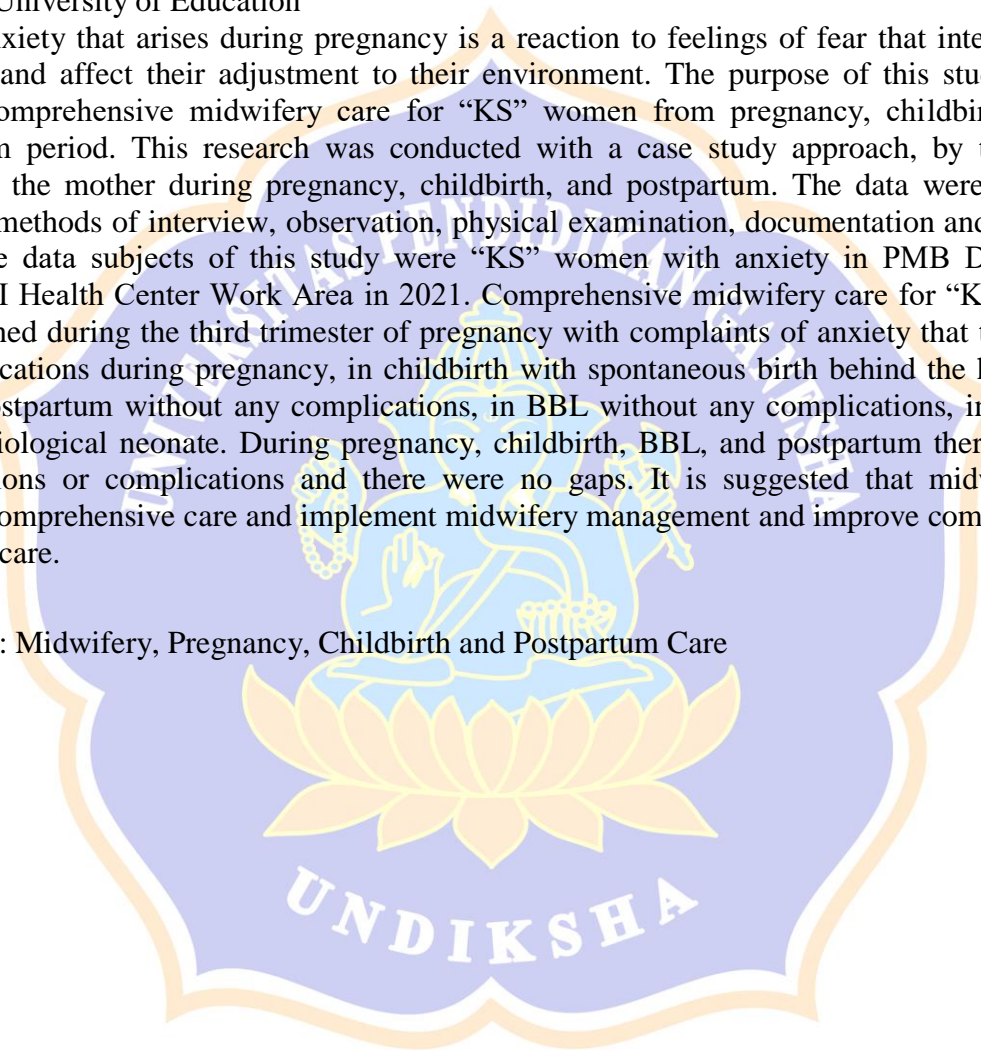 University of Education
xiety that arises during pregnancy is a reaction to feelings of fear that inte
and affect their adjustment to their environment. The purpose of this stud
omprehensive midwifery care for “KS” women from pregnancy, childbir
m period. This research was conducted with a case study approach, by t
the mother during pregnancy, childbirth, and postpartum. The data were
methods of interview, observation, physical examination, documentation and
e data subjects of this study were “KS” women with anxiety in PMB D
I Health Center Work Area in 2021. Comprehensive midwifery care for “K
ned during the third trimester of pregnancy with complaints of anxiety that t
cations during pregnancy, in childbirth with spontaneous birth behind the
ostpartum without any complications, in BBL without any complications, in
iological neonate. During pregnancy, childbirth, BBL, and postpartum ther
ions or complications and there were no gaps. It is suggested that midw
omprehensive care and implement midwifery management and improve com
care.
: Midwifery, Pregnancy, Childbirth and Postpartum Care
UNIVERSITAS PENDIDIKAN GANESHA
UNDIKSHA